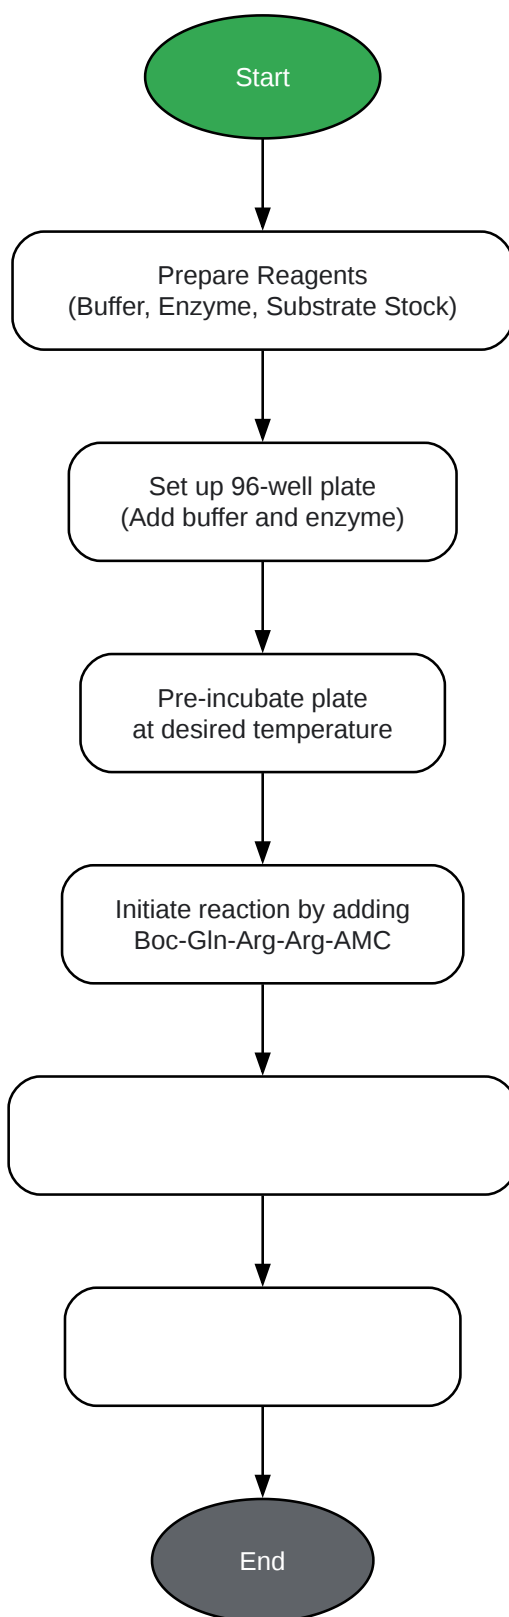 Start
Prepare Reagents
(Buffer, Enzyme, Substrate Stock)
Set up 96-well plate
(Add buffer and enzyme)
Pre-incubate plate
at desired temperature
Initiate reaction by adding
Boc-Gln-Arg-Arg-AMC
End